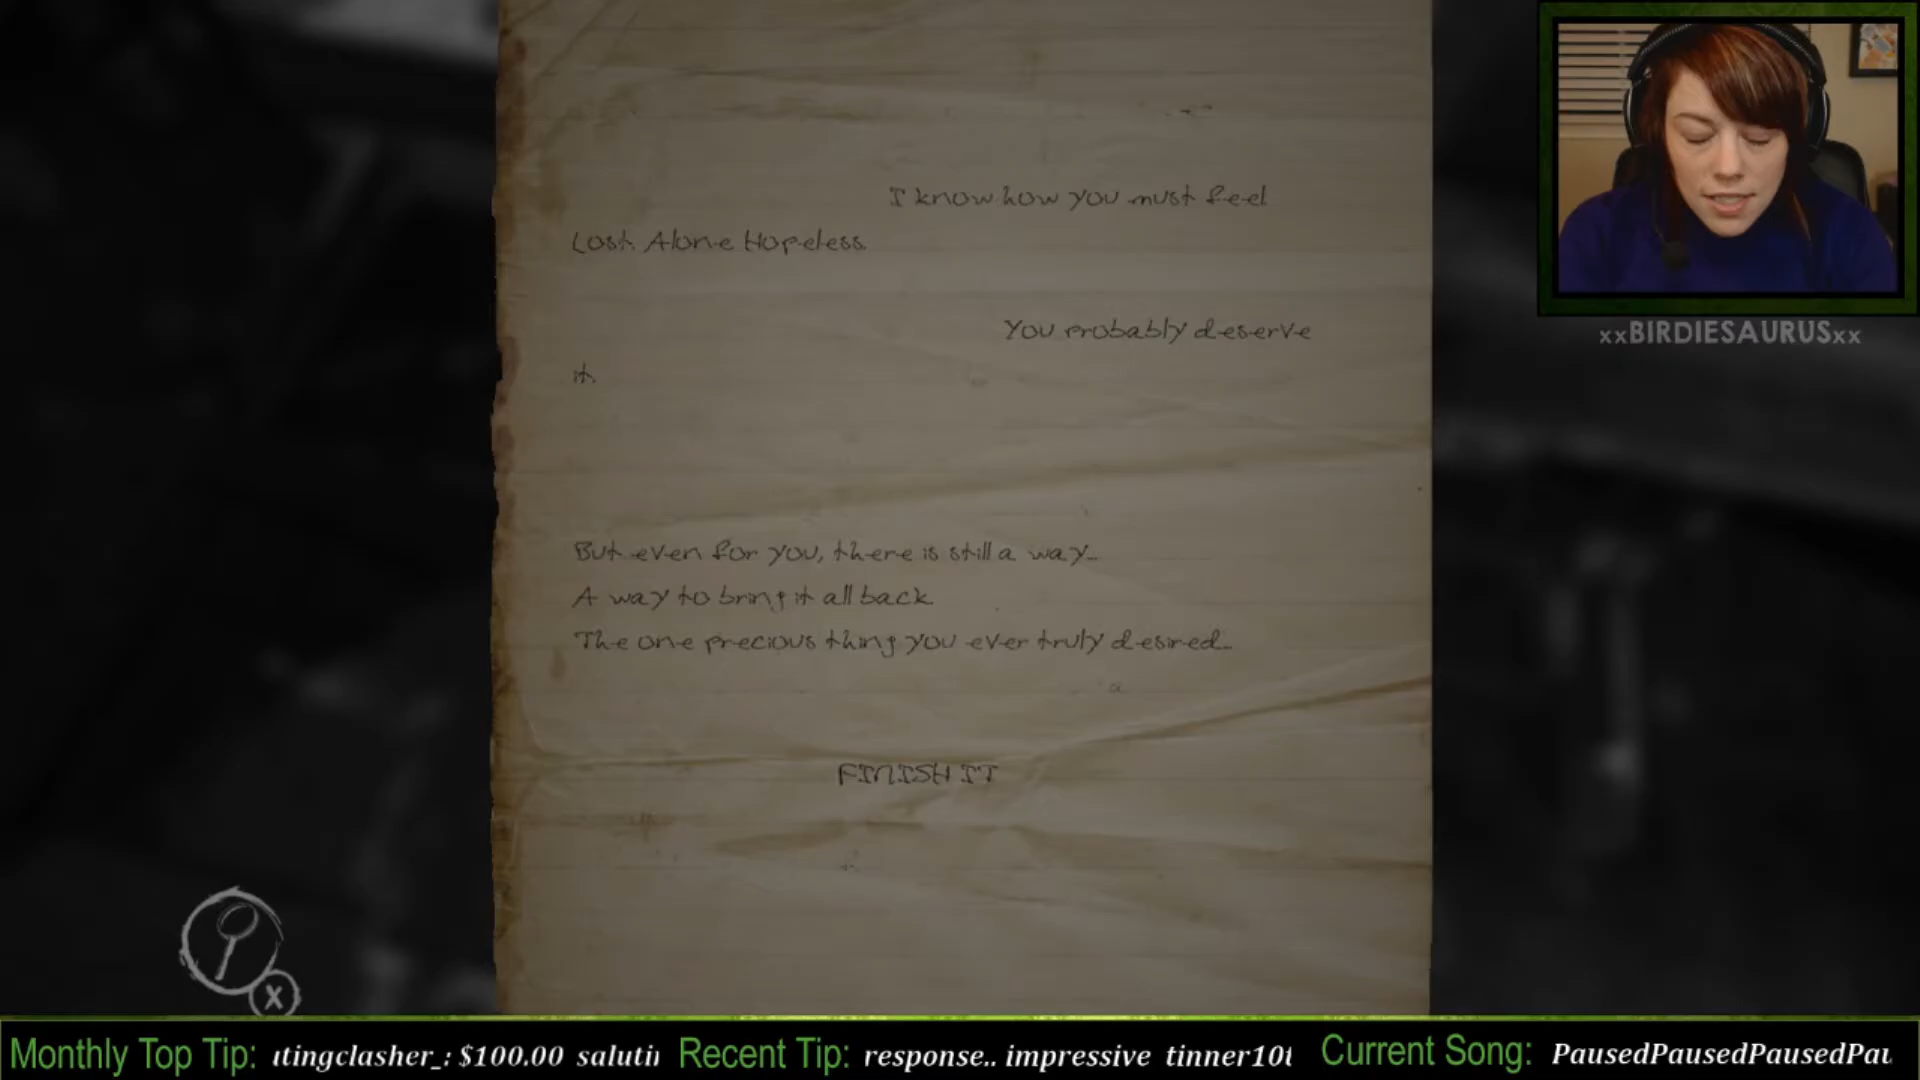 I know how you must feel
Lost. Alone. Hopeless.
You probably deserve
it.
But even for you, there is still a way...
A way to bring it all back.
The one precious thing you ever truly desired...
FINISH IT
X
xxBIRDIESAURUSxx
Monthly Top Tip: tingclasher_: $100.00 saluti
Recent Tip: response.. impressive tinner10
Current Song: PausedPausedPausedPau